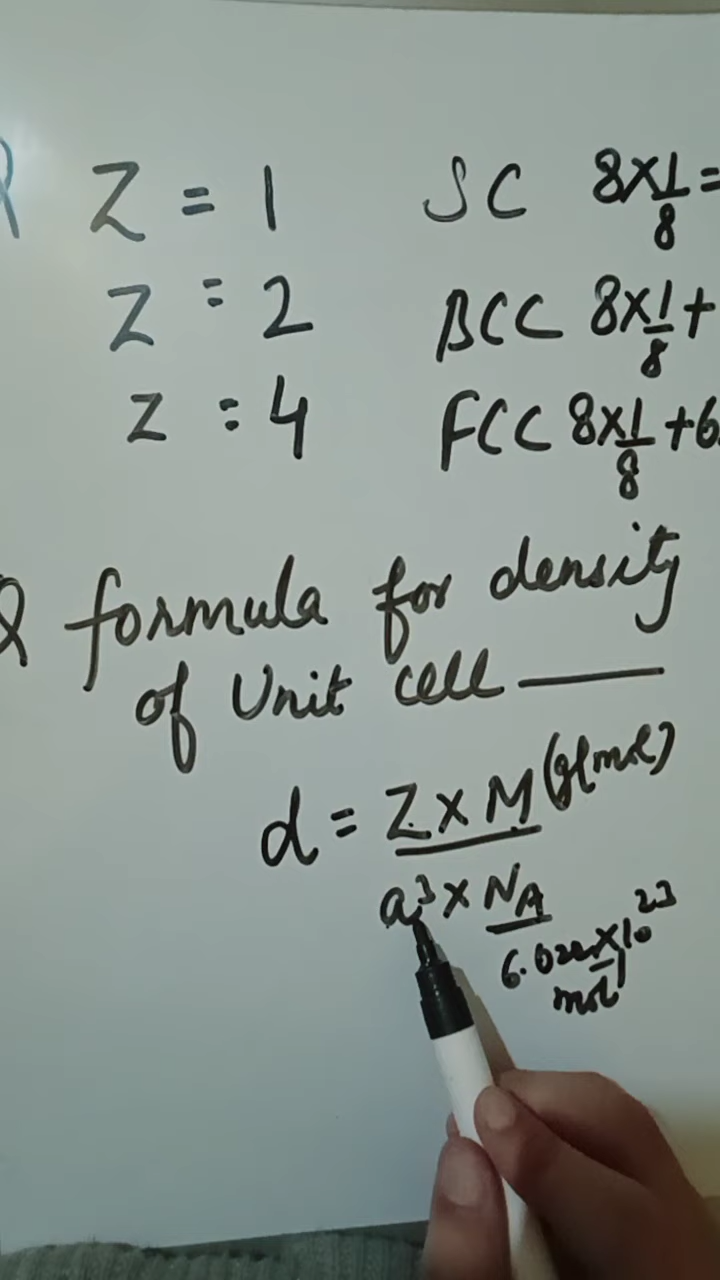 Q Z = 1 SC 8×1/8 =
Z = 2 BCC 8×1/8 +
Z = 4 FCC 8×1/8 + 6
Q formula for density
of Unit cell —
d = Z × M (g/mol)
a³ × NA
6.022×10²³
mol